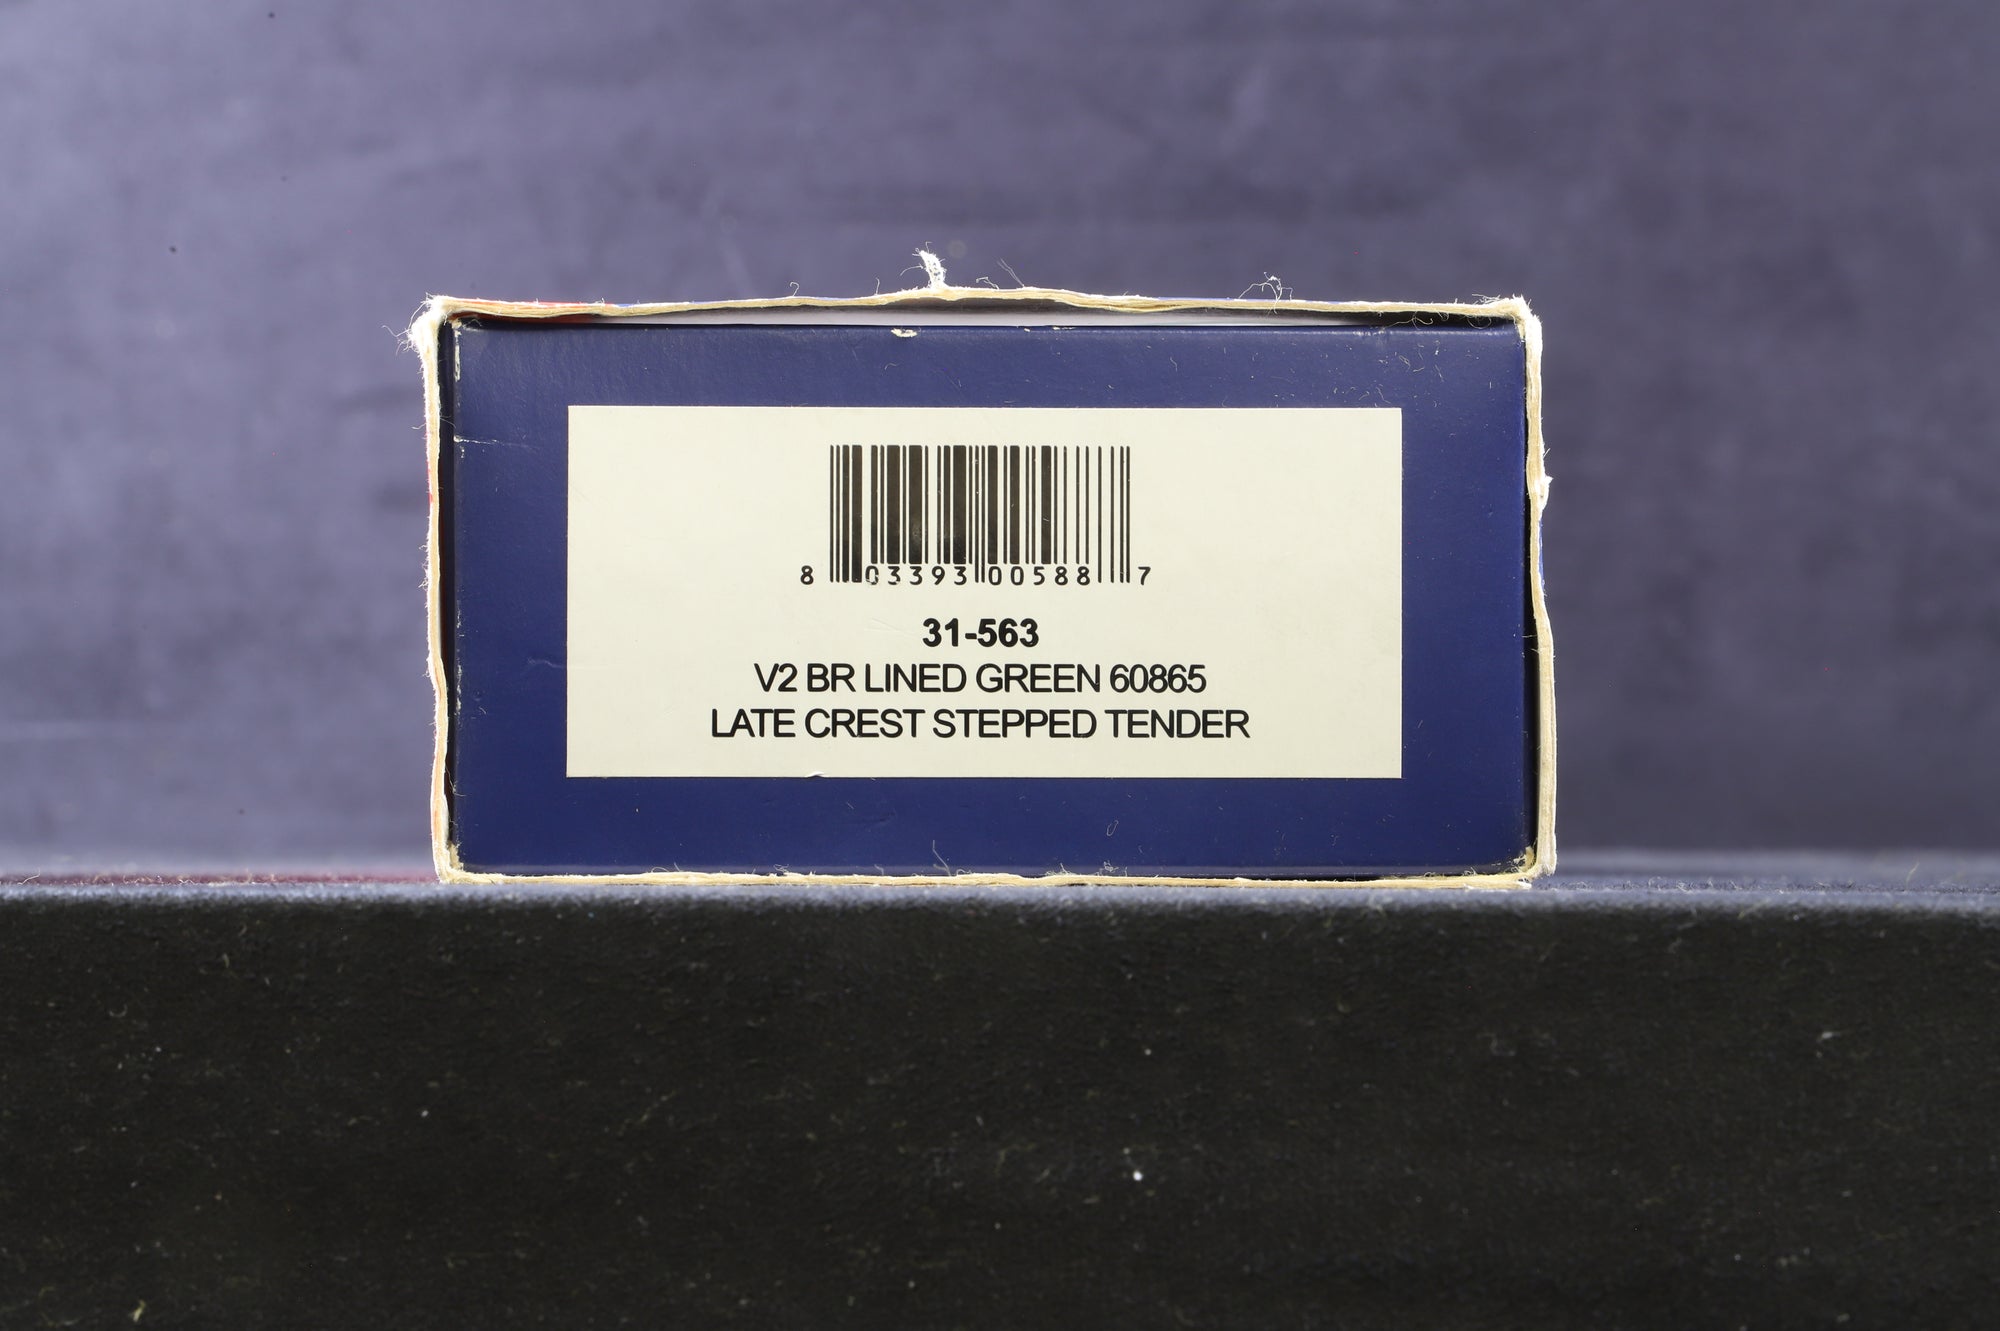 8 03393 00588 7
31-563
V2 BR LINED GREEN 60865
LATE CREST STEPPED TENDER